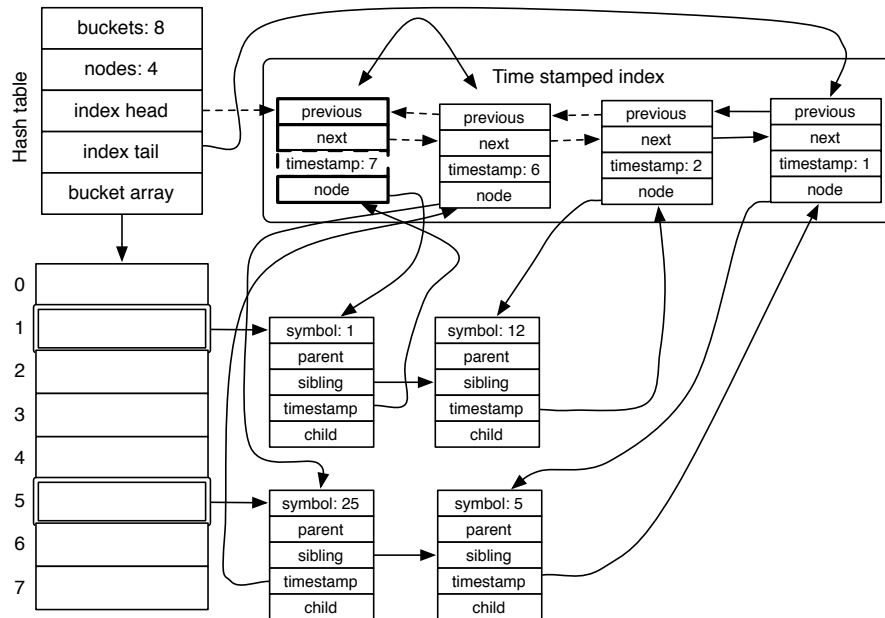 Hash table
buckets: 8
nodes: 4
index head
index tail
bucket array
Time stamped index
previous
next
timestamp: 7
node
previous
next
timestamp: 6
node
previous
next
timestamp: 2
node
previous
next
timestamp: 1
node
0
1
2
3
4
5
6
7
symbol: 1
parent
sibling
timestamp
child
symbol: 12
parent
sibling
timestamp
child
symbol: 25
parent
sibling
timestamp
child
symbol: 5
parent
sibling
timestamp
child